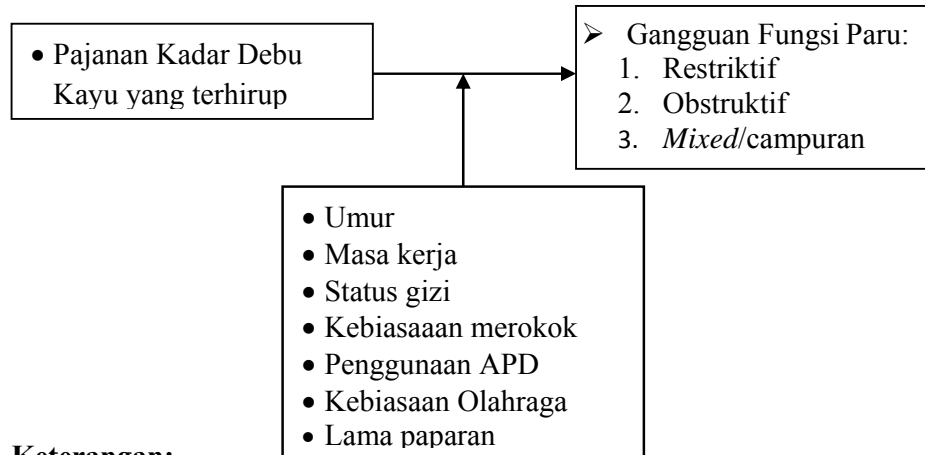 • Pajanan Kadar Debu
Kayu yang terhirup
➢ Gangguan Fungsi Paru:
1. Restriktif
2. Obstruktif
3. Mixed/campuran
• Umur
• Masa kerja
• Status gizi
• Kebiasaaan merokok
• Penggunaan APD
• Kebiasaan Olahraga
• Lama paparan
Keterangan: